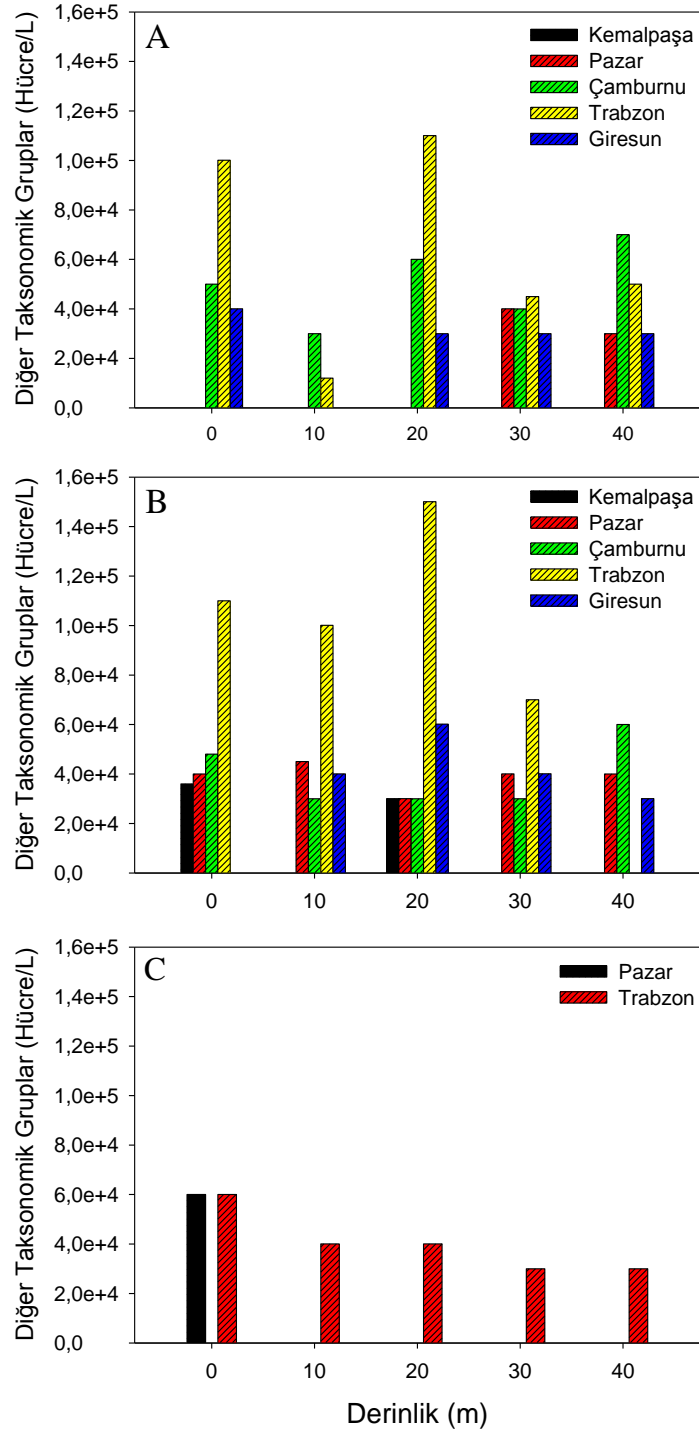 A
Diğer Taksonomik Gruplar (Hücre/L)
1,6e+5
1,4e+5
1,2e+5
1,0e+5
8,0e+4
6,0e+4
4,0e+4
2,0e+4
0,0
Kemalpaşa
Pazar
Çamburnu
Trabzon
Giresun
0 10 20 30 40
B
Diğer Taksonomik Gruplar (Hücre/L)
1,6e+5
1,4e+5
1,2e+5
1,0e+5
8,0e+4
6,0e+4
4,0e+4
2,0e+4
0,0
Kemalpaşa
Pazar
Çamburnu
Trabzon
Giresun
0 10 20 30 40
C
Diğer Taksonomik Gruplar (Hücre/L)
1,6e+5
1,4e+5
1,2e+5
1,0e+5
8,0e+4
6,0e+4
4,0e+4
2,0e+4
0,0
Pazar
Trabzon
0 10 20 30 40
Derinlik (m)